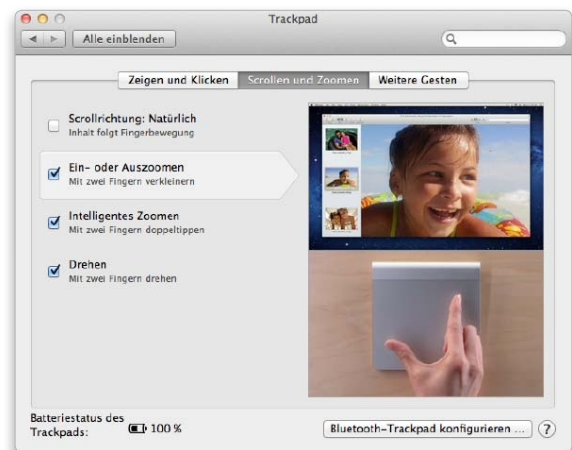 Trackpad
Alle einblenden
Zeigen und Klicken
Scrollen und Zoomen
Weitere Gesten
Scrollrichtung: Natürlich
Inhalt folgt Fingerbewegung
Ein- oder Auszoomen
Mit zwei Fingern verkleinern
Intelligentes Zoomen
Mit zwei Fingern doppeltippen
Drehen
Mit zwei Fingern drehen
Batteriestatus des
Trackpads:
100 %
Bluetooth-Trackpad konfigurieren ...
?